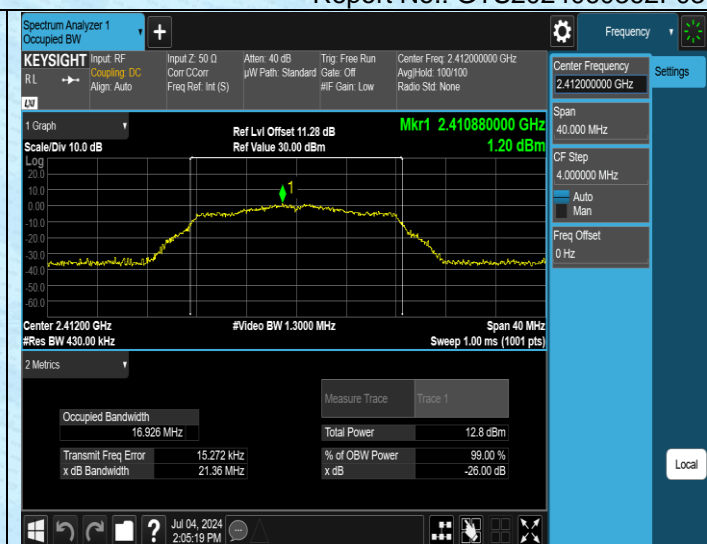 Spectrum Analyzer 1
Occupied BW
+
Frequency
KEYSIGHT
Input: RF
Input Z: 50 Ω
Atten: 40 dB
Trig: Free Run
Center Freq: 2.412000000 GHz
RL
Coupling: DC
Corr CCorr
µW Path: Standard
Gate: Off
Avg|Hold: 100/100
Align: Auto
Freq Ref: Int (S)
#IF Gain: Low
Radio Std: None
LXI
Center Frequency
2.412000000 GHz
Settings
Span
40.000 MHz
CF Step
4.000000 MHz
Auto
Man
Freq Offset
0 Hz
1 Graph
Ref Lvl Offset 11.28 dB
Mkr1 2.410880000 GHz
Scale/Div 10.0 dB
Ref Value 30.00 dBm
1.20 dBm
Log
20.0
10.0
0.00
-10.0
-20.0
-30.0
-40.0
-50.0
-60.0
1
Center 2.41200 GHz
#Video BW 1.3000 MHz
Span 40 MHz
#Res BW 430.00 kHz
Sweep 1.00 ms (1001 pts)
2 Metrics
Measure Trace
Trace 1
Occupied Bandwidth
16.926 MHz
Total Power
12.8 dBm
Transmit Freq Error
15.272 kHz
% of OBW Power
99.00 %
x dB Bandwidth
21.36 MHz
x dB
-26.00 dB
Local
?
Jul 04, 2024
2:05:19 PM